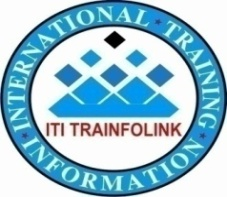 INTERNATIONAL TRAINING
ITI TRAINFOLINK
INFORMATION